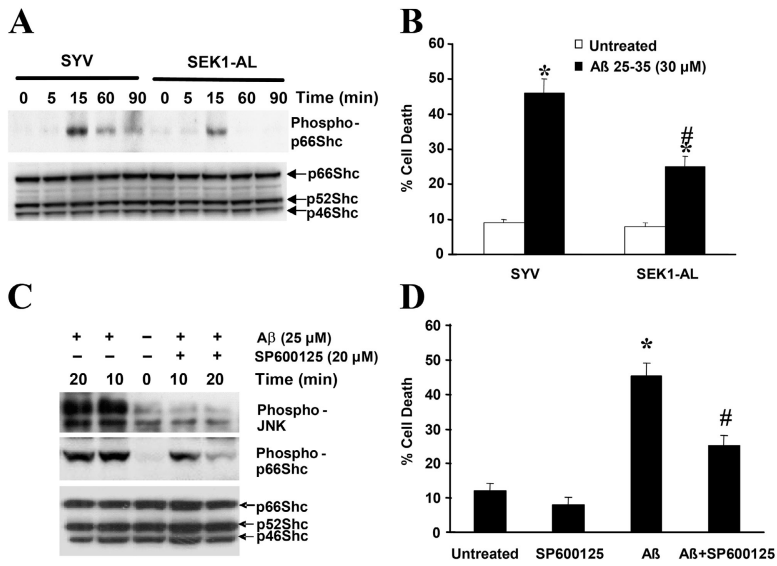 A
SYV SEK1-AL
0 5 15 60 90 0 5 15 60 90 Time (min)
Phospho-
p66Shc
p66Shc
p52Shc
p46Shc
B
60
50
40
30
20
10
0
% Cell Death
Untreated
Aß 25-35 (30 µM)
*
#
*
SYV SEK1-AL
C
+ + – + + Aβ (25 µM)
– – – + + SP600125 (20 µM)
20 10 0 10 20 Time (min)
Phospho-
JNK
Phospho-
p66Shc
p66Shc
p52Shc
p46Shc
D
60
50
40
30
20
10
0
% Cell Death
*
#
Untreated SP600125 Aß Aß+SP600125